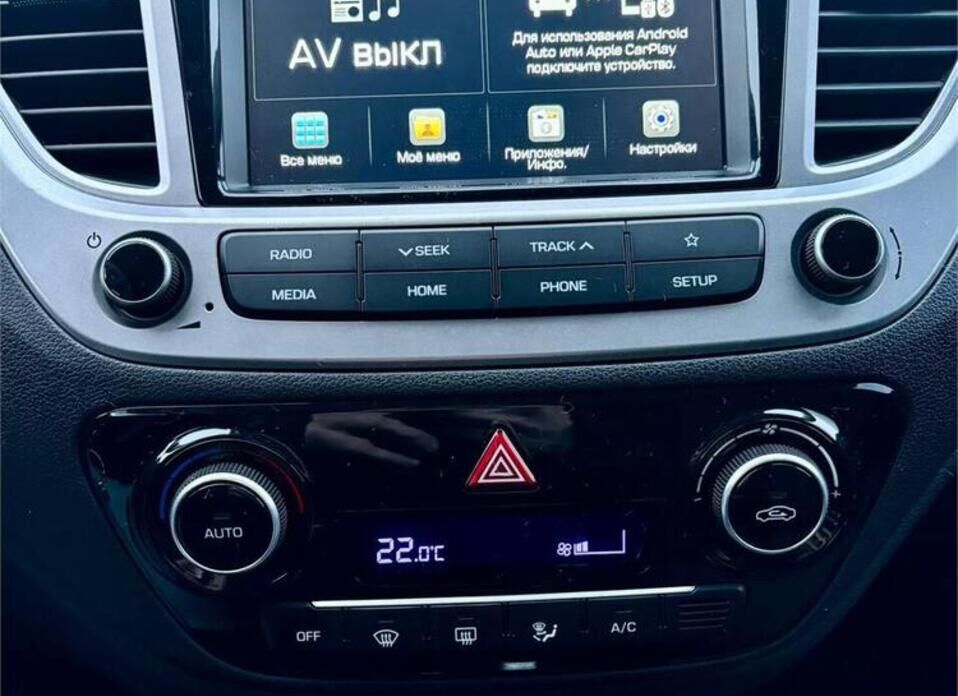 AV выкл
Для использования Android
Auto или Apple CarPlay
подключите устройство.
Все меню
Моё меню
Приложения/
Инфо.
Настройки
RADIO
SEEK
TRACK
MEDIA
HOME
PHONE
SETUP
AUTO
22.0°C
OFF
A/C